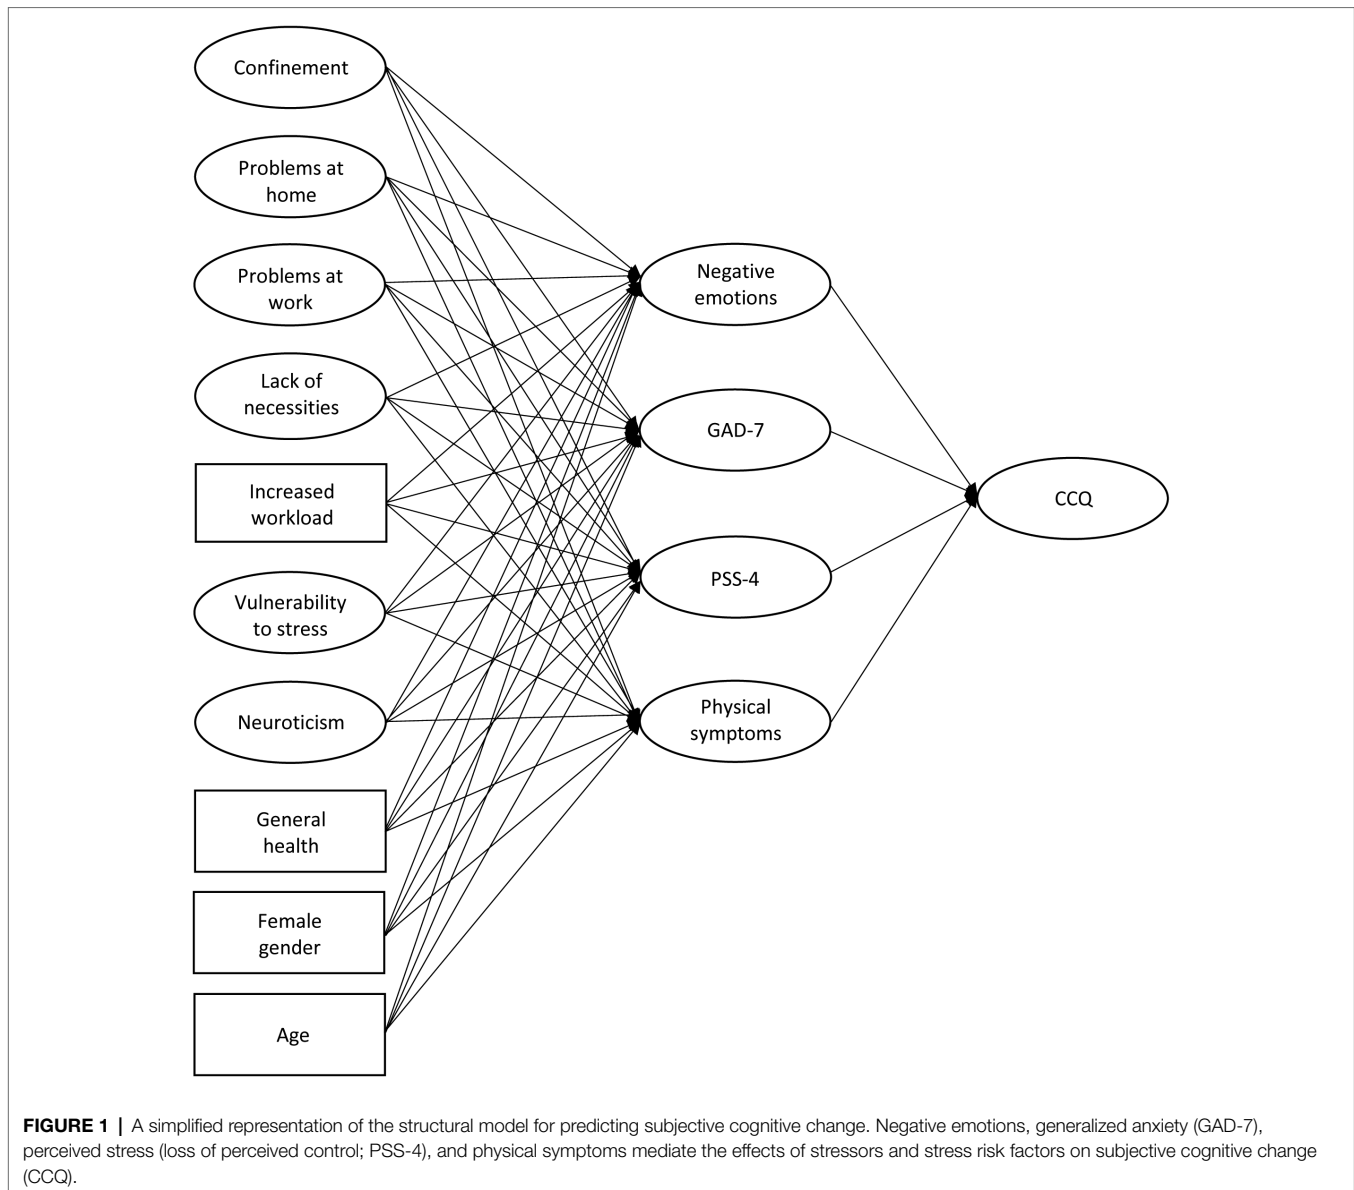 Confinement
Problems at
home
Problems at
work
Lack of
necessities
Increased
workload
Vulnerability
to stress
Neuroticism
General
health
Female
gender
Age
Negative
emotions
GAD-7
PSS-4
Physical
symptoms
CCQ
FIGURE 1 | A simplified representation of the structural model for predicting subjective cognitive change. Negative emotions, generalized anxiety (GAD-7),
perceived stress (loss of perceived control; PSS-4), and physical symptoms mediate the effects of stressors and stress risk factors on subjective cognitive change
(CCQ).